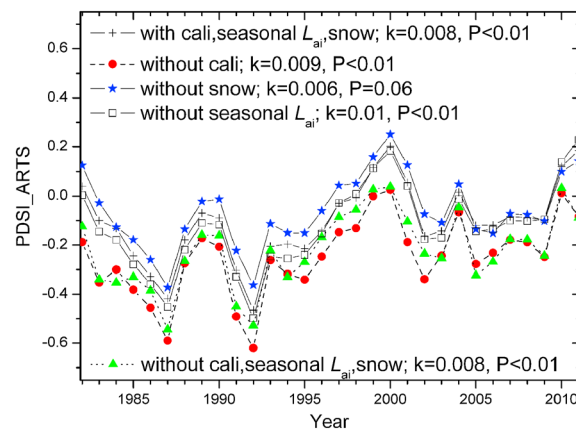 with cali,seasonal Lai,snow; k=0.008, P<0.01
without cali; k=0.009, P<0.01
without snow; k=0.006, P=0.06
without seasonal Lai; k=0.01, P<0.01
0.6
0.4
0.2
0.0
-0.2
-0.4
-0.6
PDSI_ARTS
without cali,seasonal Lai,snow; k=0.008, P<0.01
1985 1990 1995 2000 2005 2010
Year